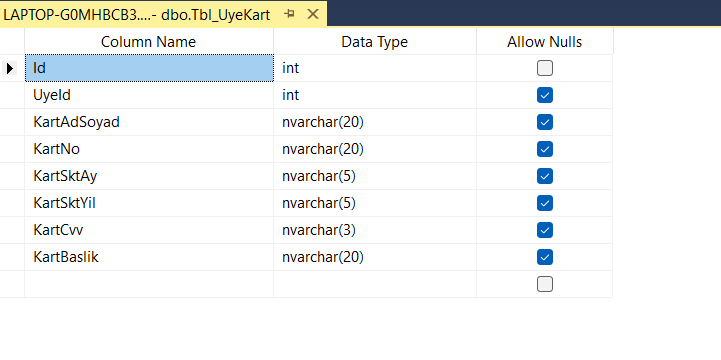 LAPTOP-G0MHBCB3....- dbo.Tbl_UyeKart
Column Name Data Type Allow Nulls
Id int
UyeId int
KartAdSoyad nvarchar(20)
KartNo nvarchar(20)
KartSktAy nvarchar(5)
KartSktYil nvarchar(5)
KartCvv nvarchar(3)
KartBaslik nvarchar(20)